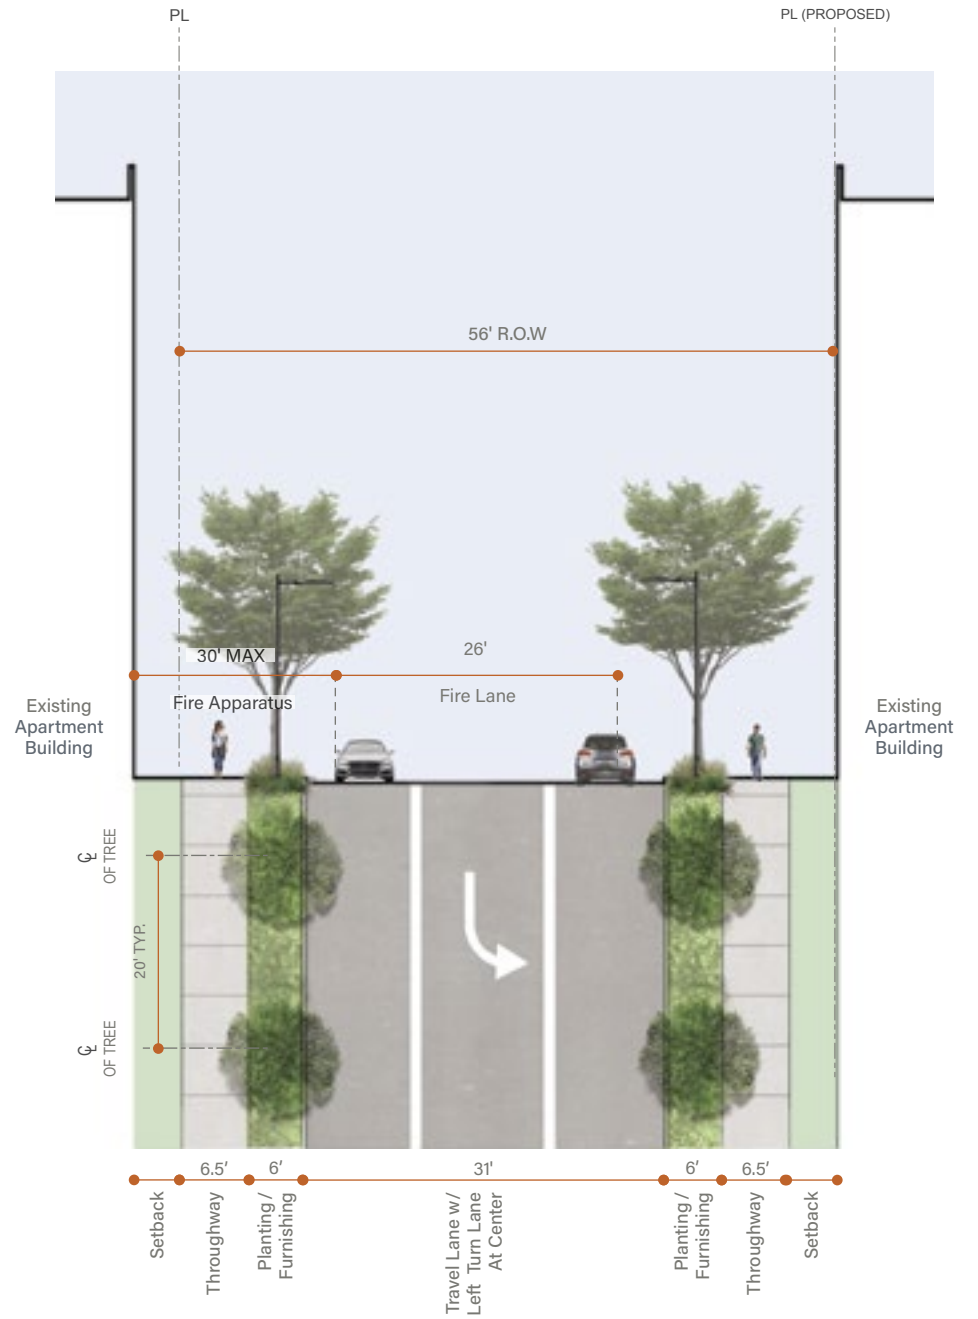 PL
PL (PROPOSED)
56' R.O.W
30' MAX
26'
Fire Apparatus
Fire Lane
Existing
Apartment
Building
Existing
Apartment
Building
℄
OF TREE
20' TYP.
℄
OF TREE
6.5'
6'
31'
6'
6.5'
Setback
Throughway
Planting /
Furnishing
Travel Lane w/
Left Turn Lane
At Center
Planting /
Furnishing
Throughway
Setback